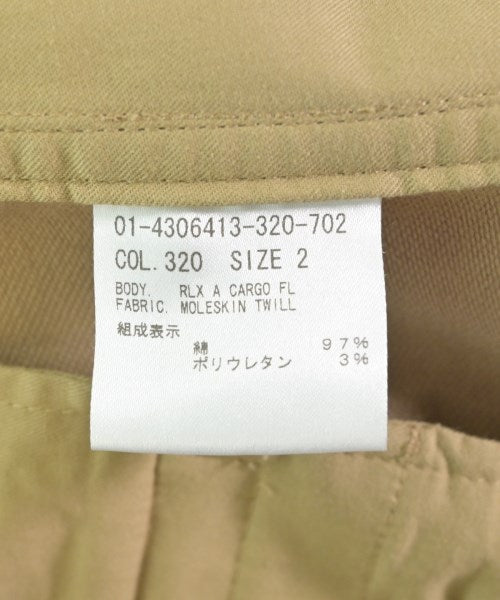 01-4306413-320-702
COL. 320 SIZE 2
BODY. RLX A CARGO FL
FABRIC. MOLESKIN TWILL
組成表示
綿 97%
ポリウレタン 3%